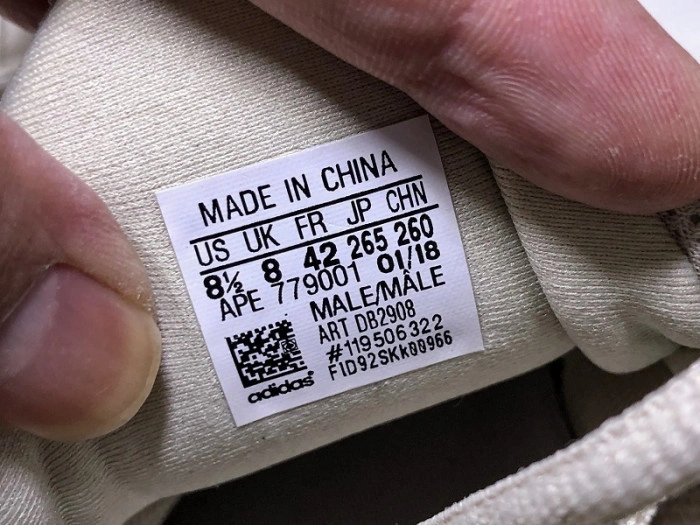 MADE IN CHINA
US UK FR JP CHN
8½ 8 42 265 260
APE 779001 01/18
MALE/MÂLE
ART DB2908
#119506322
F1D92SKk00966
adidas